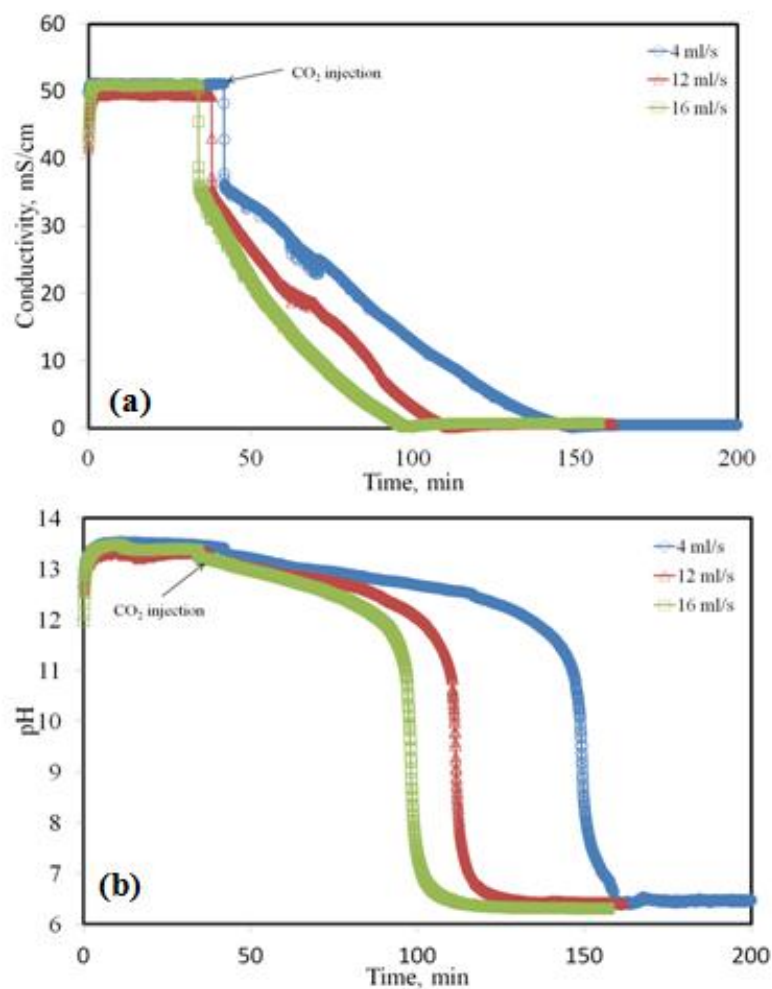 60
50
40
30
20
10
0
Conductivity, mS/cm
CO2 injection
4 ml/s
12 ml/s
16 ml/s
(a)
0 50 100 150 200
Time, min
14
13
12
11
10
9
8
7
6
pH
4 ml/s
12 ml/s
16 ml/s
CO2 injection
(b)
0 50 100 150 200
Time, min